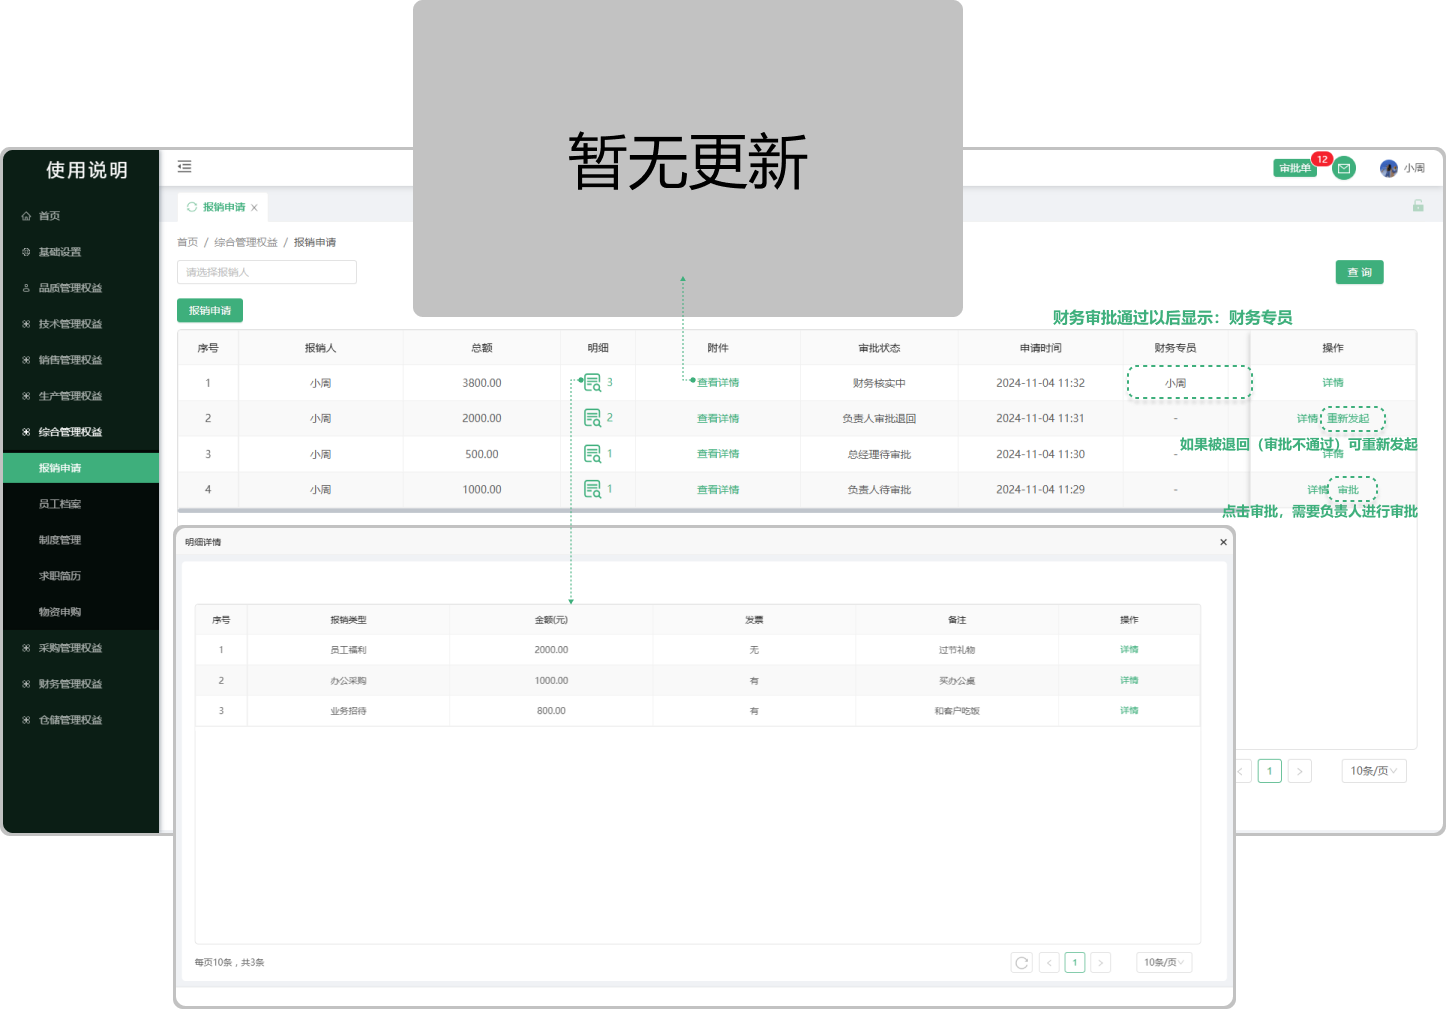 暂无更新
使用说明
首页
基础设置
品质管理权益
技术管理权益
销售管理权益
生产管理权益
综合管理权益
报销申请
员工档案
制度管理
求职简历
物资申购
采购管理权益
财务管理权益
仓储管理权益
审批单 12 小周
报销申请 ×
首页 / 综合管理权益 / 报销申请
请选择报销人
查 询
报销申请
财务审批通过以后显示：财务专员
序号 报销人 总额 明细 附件 审批状态 申请时间 财务专员 操作
1 小周 3800.00 3 查看详情 财务核实中 2024-11-04 11:32 小周 详情
2 小周 2000.00 2 查看详情 负责人审批退回 2024-11-04 11:31 - 详情 重新发起
如果被退回（审批不通过）可重新发起
3 小周 500.00 1 查看详情 总经理待审批 2024-11-04 11:30 - 详情
4 小周 1000.00 1 查看详情 负责人待审批 2024-11-04 11:29 - 详情 审批
点击审批，需要负责人进行审批
明细详情 ×
序号 报销类型 金额(元) 发票 备注 操作
1 员工福利 2000.00 无 过节礼物 详情
2 办公采购 1000.00 有 买办公桌 详情
3 业务招待 800.00 有 和客户吃饭 详情
< 1 > 10条/页
每页10条，共3条 < 1 > 10条/页